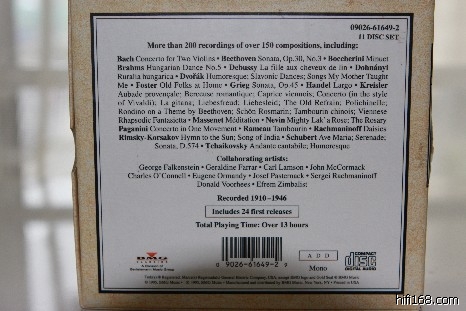 09026-61649-2
11 DISC SET
More than 200 recordings of over 150 compositions, including:
Bach Concerto for Two Violins • Beethoven Sonata, Op.30, No.3 • Boccherini Minuet
Brahms Hungarian Dance No.5 • Debussy La fille aux cheveux de lin • Dohnányi
Ruralia hungarica • Dvořák Humoresque; Slavonic Dances; Songs My Mother Taught
Me • Foster Old Folks at Home • Grieg Sonata, Op.45 • Handel Largo • Kreisler
Aubade provençale; Berceuse romantique; Caprice viennois; Concerto (in the style
of Vivaldi); La gitana; Liebesfreud; Liebesleid; The Old Refrain; Polichinelle;
Rondino on a Theme by Beethoven; Schön Rosmarin; Tambourin chinois; Viennese
Rhapsodic Fantasietta • Massenet Méditation • Nevin Mighty Lak' a Rose; The Rosary
Paganini Concerto in One Movement • Rameau Tambourin • Rachmaninoff Daisies
Rimsky-Korsakov Hymn to the Sun; Song of India • Schubert Ave Maria; Serenade;
Sonata, D.574 • Tchaikovsky Andante cantabile; Humoresque
Collaborating artists:
George Falkenstein • Geraldine Farrar • Carl Lamson • John McCormack
Charles O'Connell • Eugene Ormandy • Josef Pasternack • Sergei Rachmaninoff
Donald Voorhees • Efrem Zimbalist
Recorded 1910–1946
Includes 24 first releases
Total Playing Time: Over 13 hours
BMG
CLASSICS
0 9026-61649-2 9
A D D
Mono
COMPACT
disc
DIGITAL AUDIO
hifi168.com